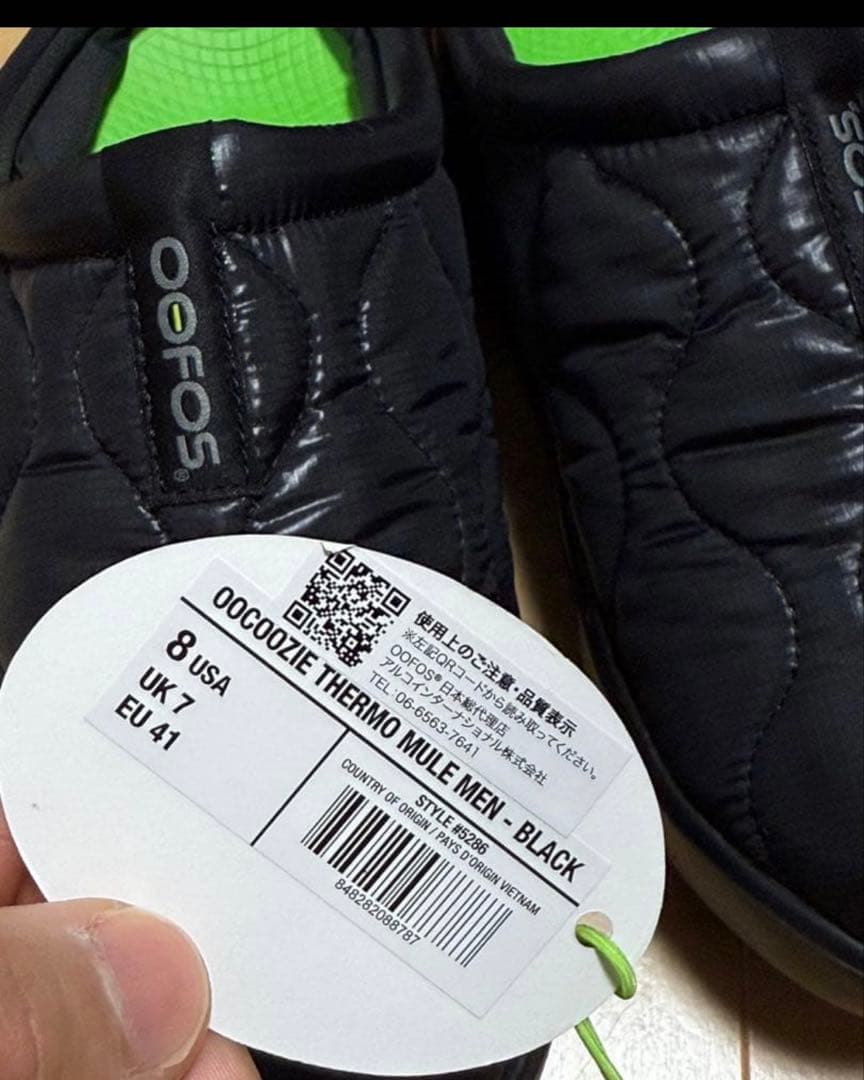 OOFOS®
OFOS
使用上のご注意・品質表示
※左記QRコードから読み取ってください。
OOFOS®日本総代理店
アルコインターナショナル株式会社
TEL:06-6563-7641
OOCOOZIE THERMO MULE MEN - BLACK
8 USA
UK 7
EU 41
STYLE #5286
COUNTRY OF ORIGIN / PAYS D'ORIGIN VIETNAM
848282088787